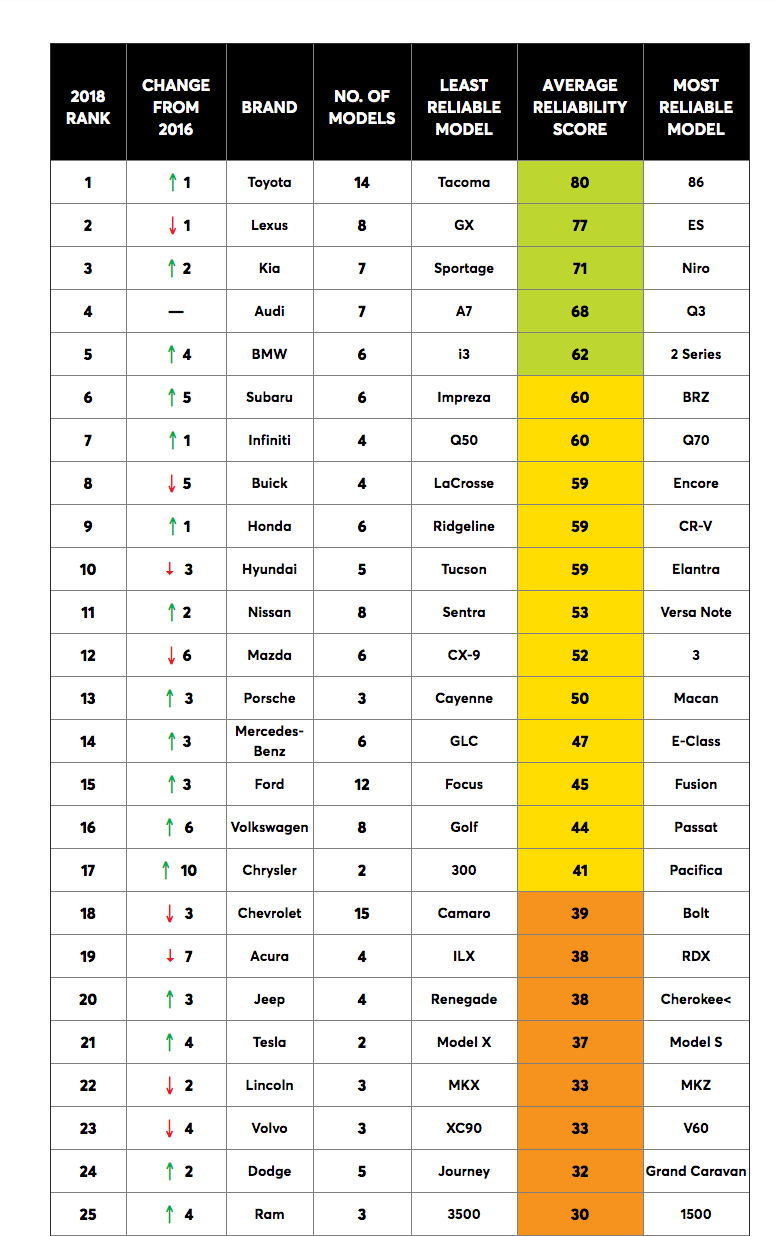 2018 RANK | CHANGE FROM 2016 | BRAND | NO. OF MODELS | LEAST RELIABLE MODEL | AVERAGE RELIABILITY SCORE | MOST RELIABLE MODEL
1 | ↑ 1 | Toyota | 14 | Tacoma | 80 | 86
2 | ↓ 1 | Lexus | 8 | GX | 77 | ES
3 | ↑ 2 | Kia | 7 | Sportage | 71 | Niro
4 | — | Audi | 7 | A7 | 68 | Q3
5 | ↑ 4 | BMW | 6 | i3 | 62 | 2 Series
6 | ↑ 5 | Subaru | 6 | Impreza | 60 | BRZ
7 | ↑ 1 | Infiniti | 4 | Q50 | 60 | Q70
8 | ↓ 5 | Buick | 4 | LaCrosse | 59 | Encore
9 | ↑ 1 | Honda | 6 | Ridgeline | 59 | CR-V
10 | ↓ 3 | Hyundai | 5 | Tucson | 59 | Elantra
11 | ↑ 2 | Nissan | 8 | Sentra | 53 | Versa Note
12 | ↓ 6 | Mazda | 6 | CX-9 | 52 | 3
13 | ↑ 3 | Porsche | 3 | Cayenne | 50 | Macan
14 | ↑ 3 | Mercedes-Benz | 6 | GLC | 47 | E-Class
15 | ↑ 3 | Ford | 12 | Focus | 45 | Fusion
16 | ↑ 6 | Volkswagen | 8 | Golf | 44 | Passat
17 | ↑ 10 | Chrysler | 2 | 300 | 41 | Pacifica
18 | ↓ 3 | Chevrolet | 15 | Camaro | 39 | Bolt
19 | ↓ 7 | Acura | 4 | ILX | 38 | RDX
20 | ↑ 3 | Jeep | 4 | Renegade | 38 | Cherokee<
21 | ↑ 4 | Tesla | 2 | Model X | 37 | Model S
22 | ↓ 2 | Lincoln | 3 | MKX | 33 | MKZ
23 | ↓ 4 | Volvo | 3 | XC90 | 33 | V60
24 | ↑ 2 | Dodge | 5 | Journey | 32 | Grand Caravan
25 | ↑ 4 | Ram | 3 | 3500 | 30 | 1500